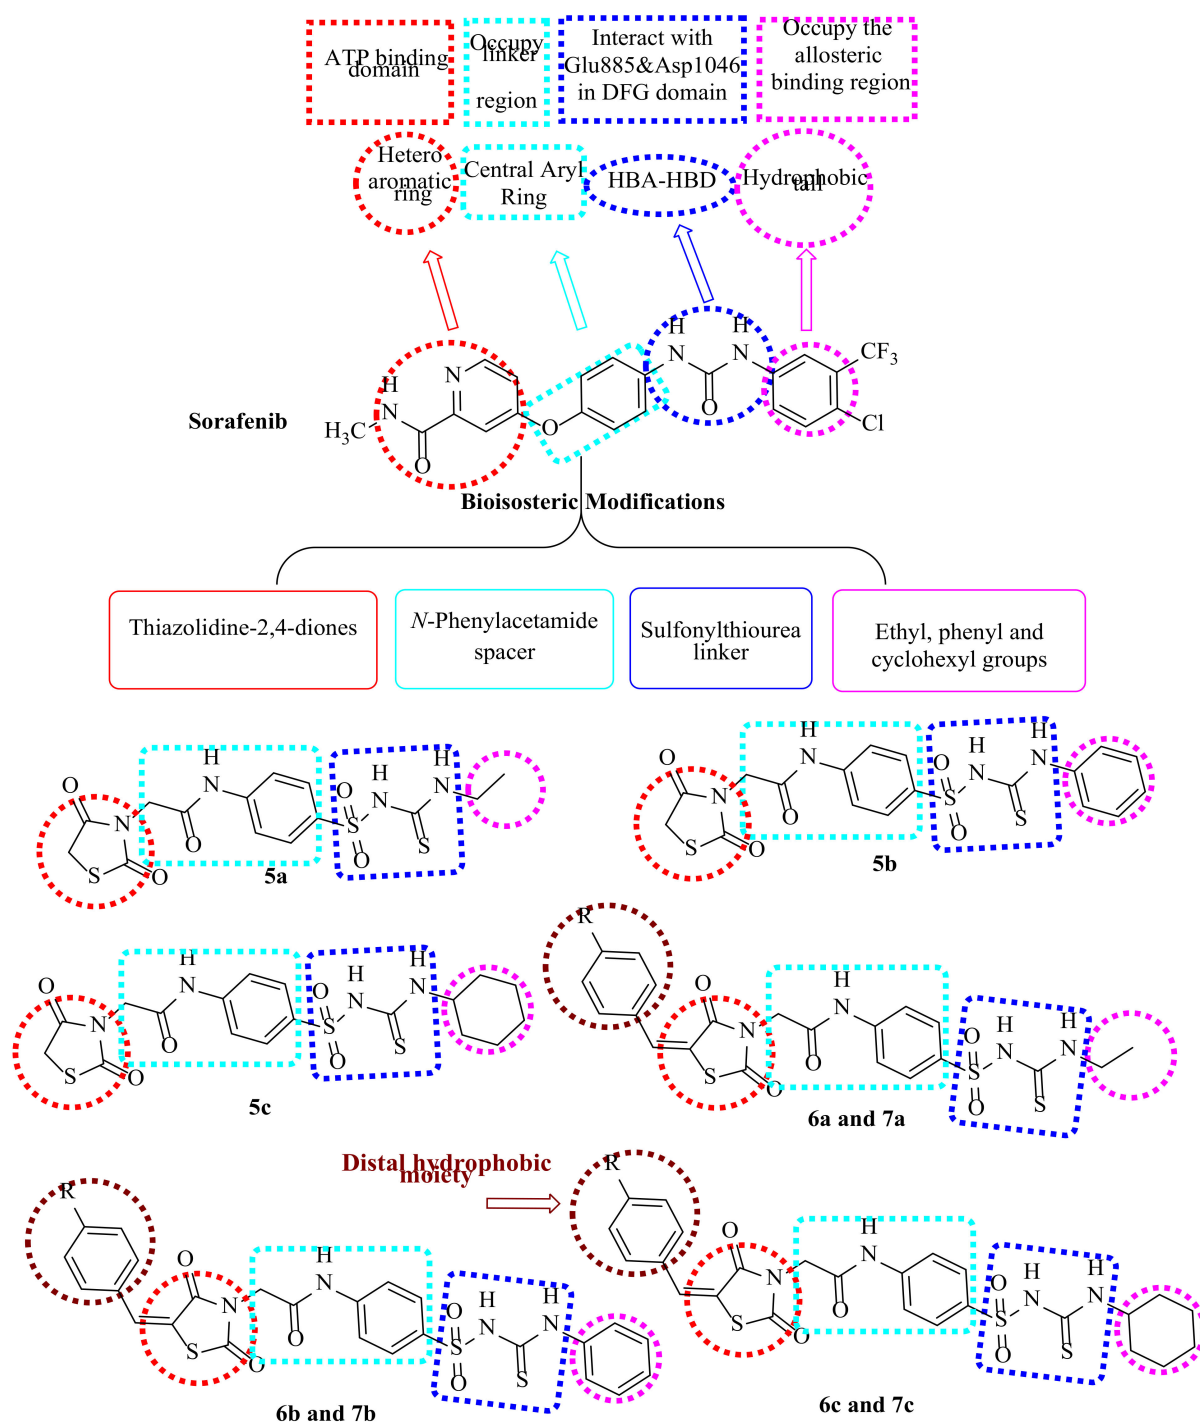 ATP binding
domain
Occupy
linker
region
Interact with
Glu885&Asp1046
in DFG domain
Occupy the
allosteric
binding region
Hetero
aromatic
ring
Central Aryl
Ring
HBA-HBD
Hydrophobic
tail
Sorafenib
H3C
H
N
O
N
O
H
N
O
H
N
CF3
Cl
Bioisosteric Modifications
Thiazolidine-2,4-diones
N-Phenylacetamide
spacer
Sulfonylthiourea
linker
Ethyl, phenyl and
cyclohexyl groups
O
N
S
O
O
H
N
O
S
O
H
N
S
H
N
5a
O
N
S
O
O
H
N
O
S
O
H
N
S
H
N
5b
O
N
S
O
O
H
N
O
S
O
H
N
S
H
N
5c
R
O
N
S
O
O
H
N
O
S
O
H
N
S
H
N
6a and 7a
Distal hydrophobic
moiety
R
O
N
S
O
O
H
N
O
S
O
H
N
S
H
N
6b and 7b
R
O
N
S
O
O
H
N
O
S
O
H
N
S
H
N
6c and 7c